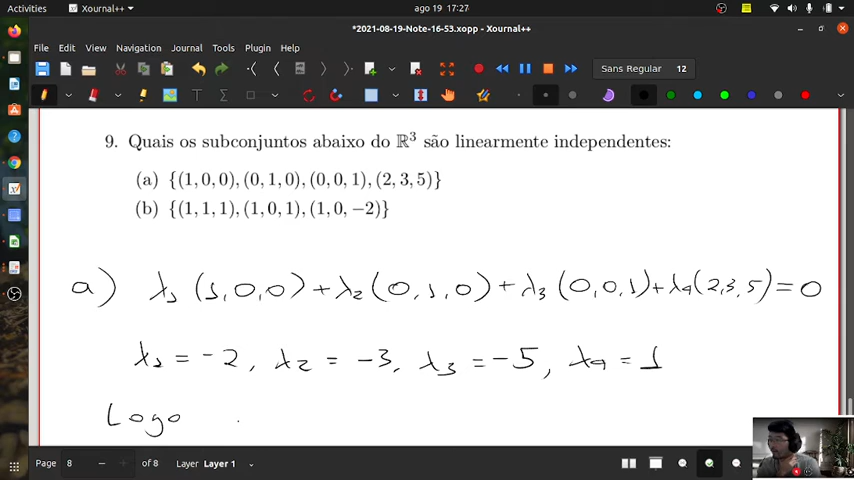 Activities Xournal++ ago 19 17:27
*2021-08-19-Note-16-53.xopp - Xournal++
File Edit View Navigation Journal Tools Plugin Help
Sans Regular 12
9. Quais os subconjuntos abaixo do ℝ³ são linearmente independentes:
(a) {(1, 0, 0), (0, 1, 0), (0, 0, 1), (2, 3, 5)}
(b) {(1, 1, 1), (1, 0, 1), (1, 0, −2)}
a) λ₁ (1, 0, 0) + λ₂ (0, 1, 0) + λ₃ (0, 0, 1) + λ₄ (2, 3, 5) = 0
λ₁ = -2, λ₂ = -3, λ₃ = -5, λ₄ = 1
Logo
Page 8 of 8 Layer Layer 1